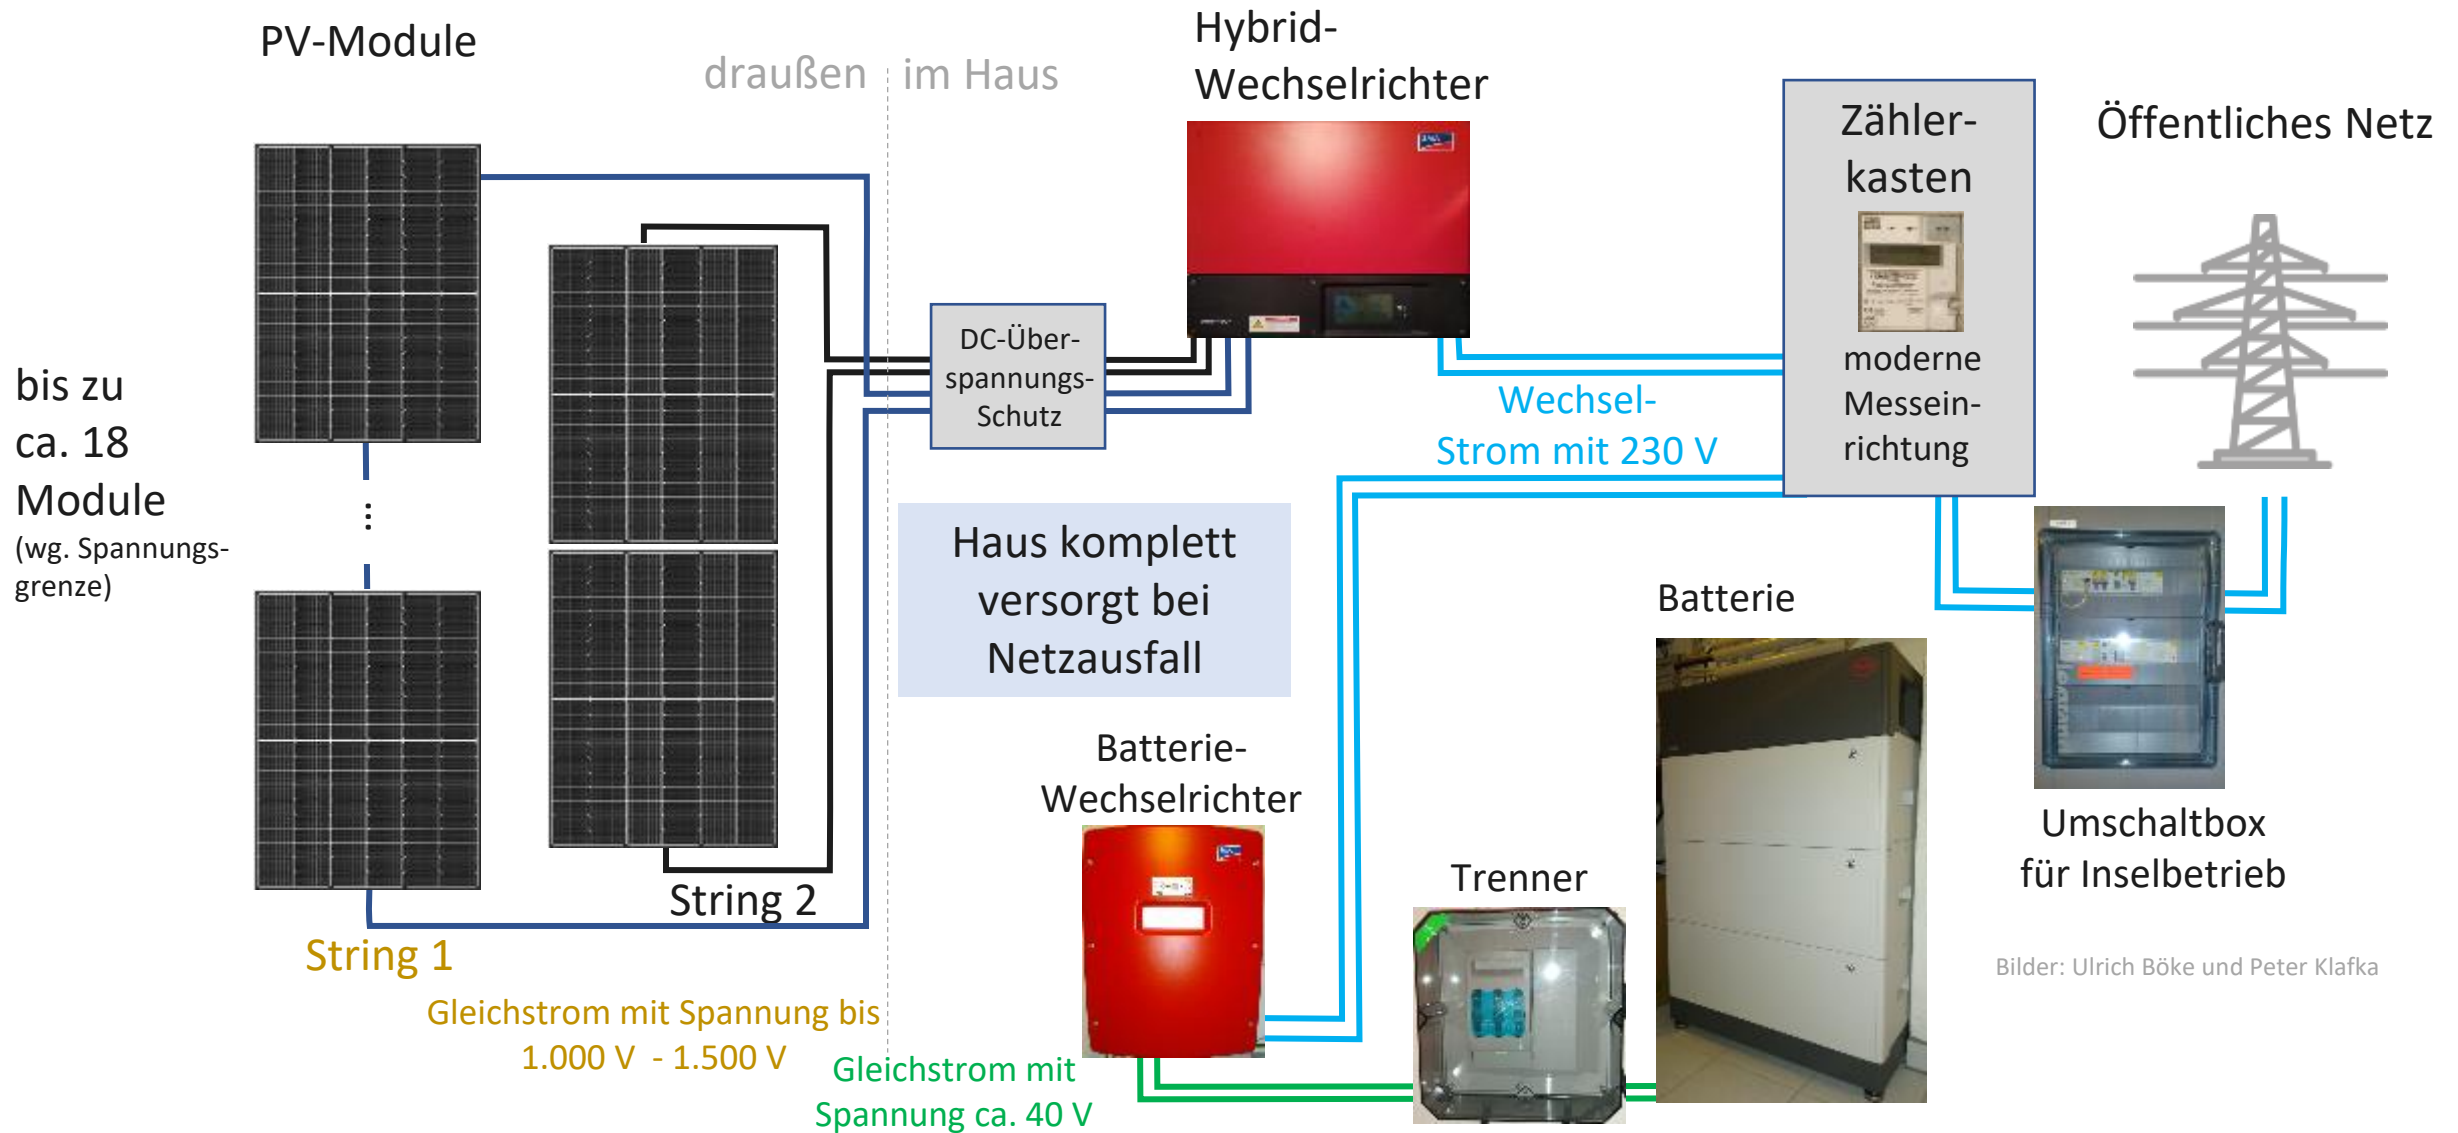 PV-Module
draußen
im Haus
Hybrid-
Wechselrichter
Zähler-
kasten
moderne
Messein-
richtung
Öffentliches Netz
DC-Über-
spannungs-
Schutz
bis zu
ca. 18
Module
(wg. Spannungs-
grenze)
...
Wechsel-
Strom mit 230 V
Haus komplett
versorgt bei
Netzausfall
Batterie
Batterie-
Wechselrichter
Trenner
Umschaltbox
für Inselbetrieb
String 2
String 1
Gleichstrom mit Spannung bis
1.000 V - 1.500 V
Gleichstrom mit
Spannung ca. 40 V
Bilder: Ulrich Böke und Peter Klafka